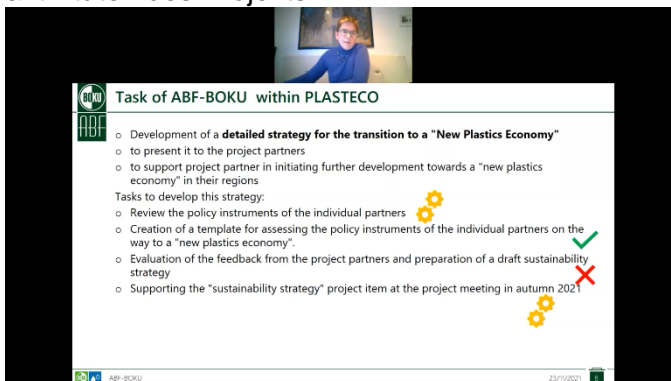 BOKU
ABF
Task of ABF-BOKU within PLASTECO
o Development of a detailed strategy for the transition to a "New Plastics Economy"
o to present it to the project partners
o to support project partner in initiating further development towards a "new plastics
economy" in their regions
Tasks to develop this strategy:
o Review the policy instruments of the individual partners
o Creation of a template for assessing the policy instruments of the individual partners on the
way to a "new plastics economy".
o Evaluation of the feedback from the project partners and preparation of a draft sustainability
strategy
o Supporting the "sustainability strategy" project item at the project meeting in autumn 2021
ABF-BOKU
23/11/2021